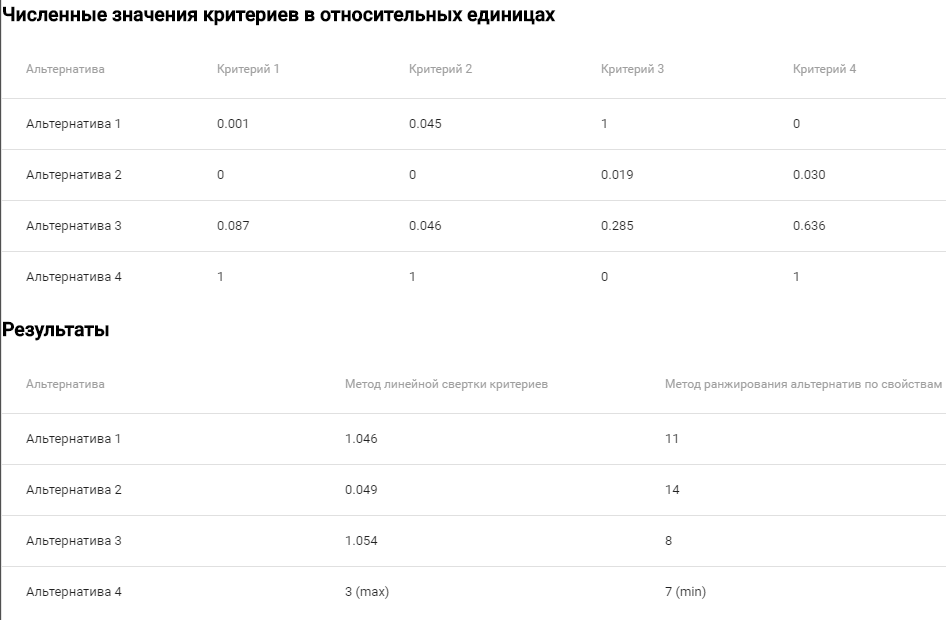 Численные значения критериев в относительных единицах
Альтернатива Критерий 1 Критерий 2 Критерий 3 Критерий 4
Альтернатива 1 0.001 0.045 1 0
Альтернатива 2 0 0 0.019 0.030
Альтернатива 3 0.087 0.046 0.285 0.636
Альтернатива 4 1 1 0 1
Результаты
Альтернатива Метод линейной свертки критериев Метод ранжирования альтернатив по свойствам
Альтернатива 1 1.046 11
Альтернатива 2 0.049 14
Альтернатива 3 1.054 8
Альтернатива 4 3 (max) 7 (min)